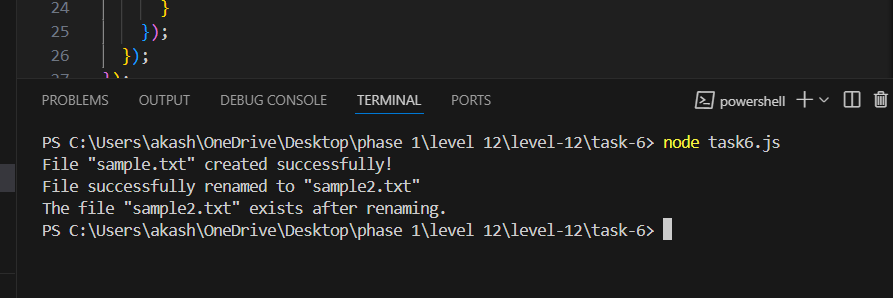 24 }
25 });
26 });
27 });
PROBLEMS OUTPUT DEBUG CONSOLE TERMINAL PORTS powershell
PS C:\Users\akash\OneDrive\Desktop\phase 1\level 12\level-12\task-6> node task6.js
File "sample.txt" created successfully!
File successfully renamed to "sample2.txt"
The file "sample2.txt" exists after renaming.
PS C:\Users\akash\OneDrive\Desktop\phase 1\level 12\level-12\task-6>